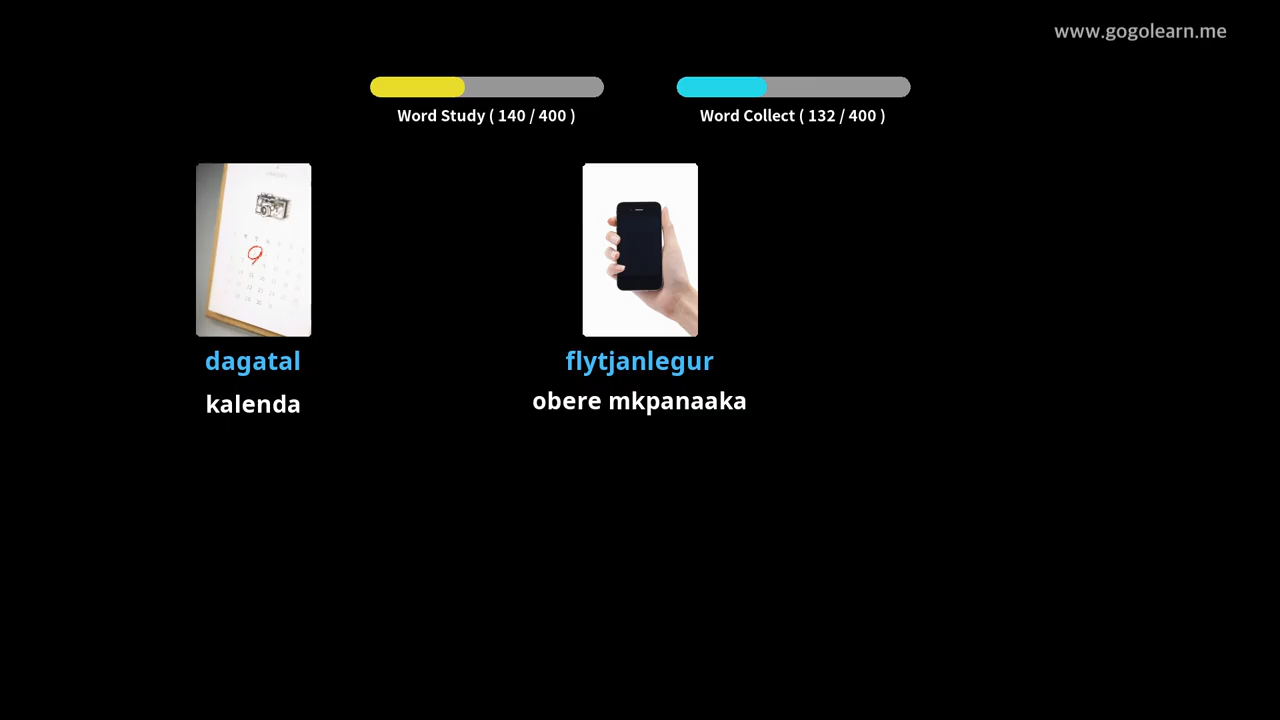 www.gogolearn.me
Word Study ( 140 / 400 )
Word Collect ( 132 / 400 )
dagatal
flytjanlegur
kalenda
obere mkpanaaka